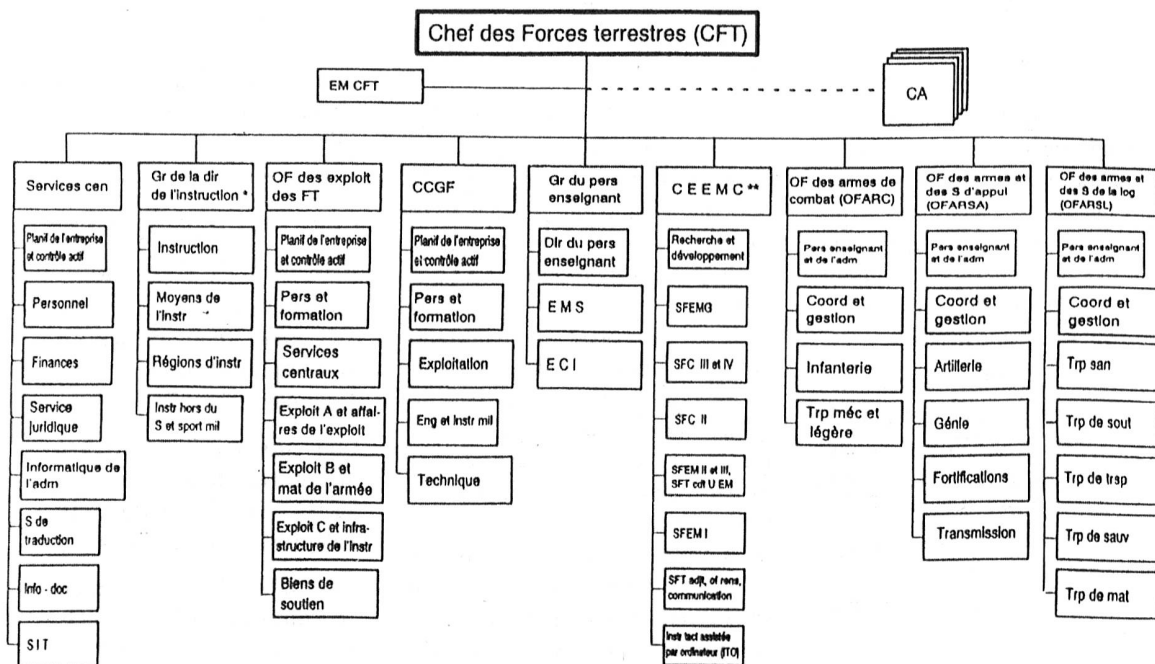 Chef des Forces terrestres (CFT)
EM CFT
CA
Services cen
Planif de l'entreprise
et contrôle actif
Personnel
Finances
Service
juridique
Informatique de
l'adm
S de
traduction
Info - doc
SIT
Gr de la dir
de l'instruction *
Instruction
Moyens de
l'instr
Régions d'instr
Instr hors du
S et sport mil
OF des exploit
des FT
Planif de l'entreprise
et contrôle actif
Pers et
formation
Services
centraux
Exploit A et affai-
res de l'exploit
Exploit B et
mat de l'armée
Exploit C et infra-
structure de l'instr
Biens de
soutien
CCGF
Planif de l'entreprise
et contrôle actif
Pers et
formation
Exploitation
Eng et instr mil
Technique
Gr du pers
enseignant
Dir du pers
enseignant
E M S
E C I
C E E M C **
Recherche et
développement
SFEMG
SFC III et IV
SFC II
SFEM II et III,
SFT cdt U EM
SFEM I
SFT adjt, of rens,
communication
Instr tact assistée
par ordinateur (ITO)
OF des armes de
combat (OFARC)
Pers enseignant
et de l'adm
Coord et
gestion
Infanterie
Trp méc et
légère
OF des armes et
des S d'appui
(OFARSA)
Pers enseignant
et de l'adm
Coord et
gestion
Artillerie
Génie
Fortifications
Transmission
OF des armes et
des S de la log
(OFARSL)
Pers enseignant
et de l'adm
Coord et
gestion
Trp san
Trp de sout
Trp de trsp
Trp de sauv
Trp de mat